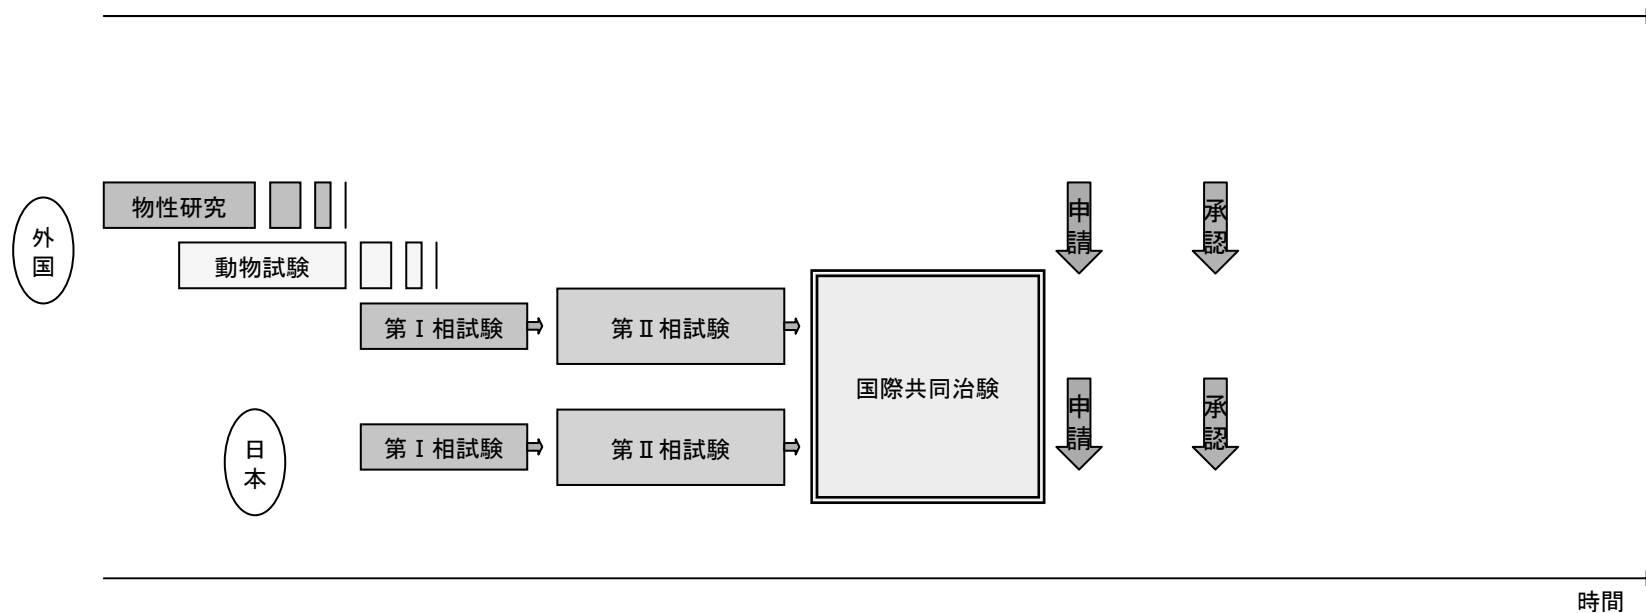 物性研究
外国
動物試験
第Ⅰ相試験
第Ⅱ相試験
国際共同治験
申請
承認
日本
第Ⅰ相試験
第Ⅱ相試験
申請
承認
時間